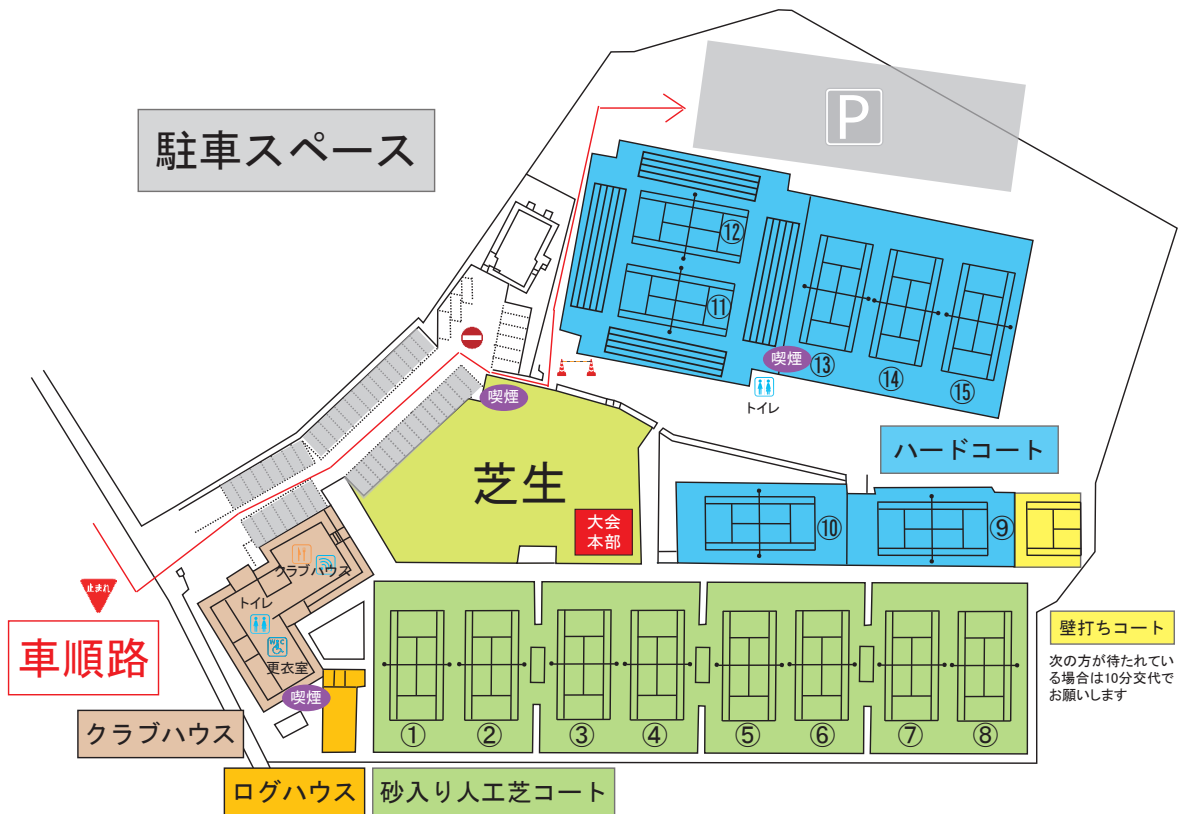 P
駐車スペース
⑫
⑪
喫煙
⑬
⑭
⑮
トイレ
喫煙
ハードコート
芝生
大会
本部
⑩
⑨
クラブハウス
トイレ
WC
更衣室
喫煙
止まれ
車順路
壁打ちコート
次の方が待たれてい
る場合は10分交代で
お願いします
①
②
③
④
⑤
⑥
⑦
⑧
クラブハウス
ログハウス
砂入り人工芝コート